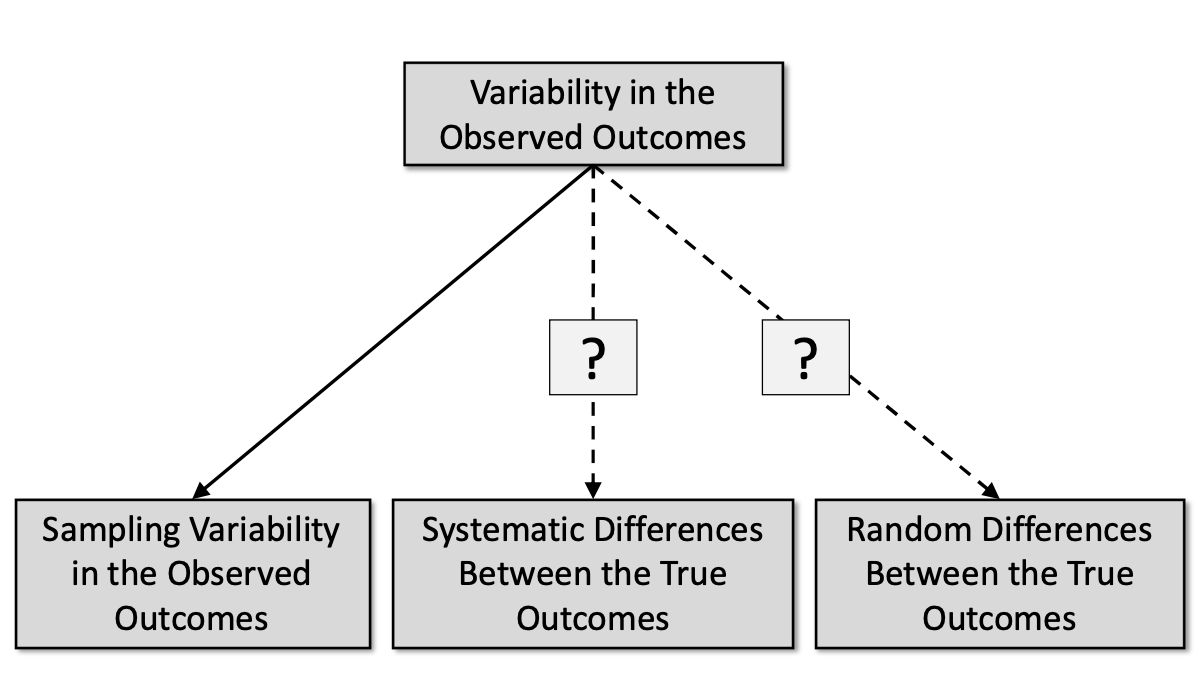 Variability in the
Observed Outcomes
?
?
Sampling Variability
in the Observed
Outcomes
Systematic Differences
Between the True
Outcomes
Random Differences
Between the True
Outcomes